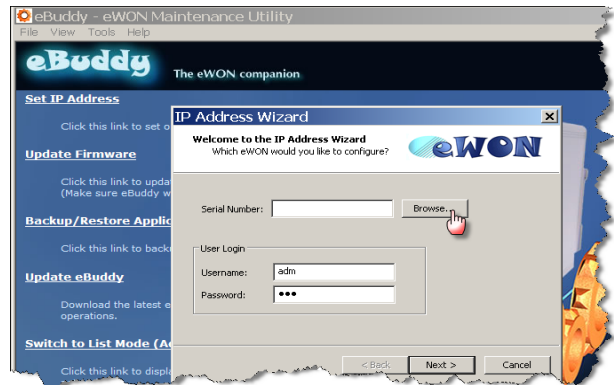 eBuddy - eWON Maintenance Utility
File View Tools Help
eBuddy The eWON companion
Set IP Address
Click this link to set o
Update Firmware
Click this link to upda
(Make sure eBuddy w
Backup/Restore Applic
Click this link to back
Update eBuddy
Download the latest e
operations.
Switch to List Mode (A
Click this link to displa
IP Address Wizard
Welcome to the IP Address Wizard
Which eWON would you like to configure?
eWON
Serial Number:
Browse...
User Login
Username: adm
Password: •••
< Back Next > Cancel